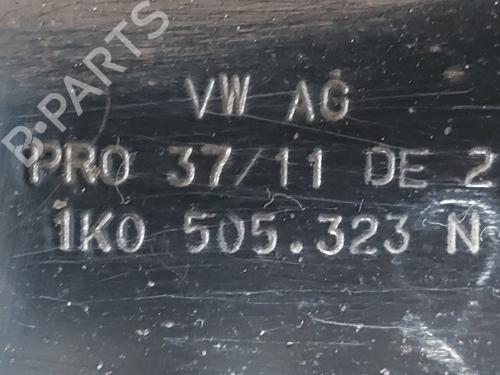 B-PARTS
VW AG
PRO 37/11 DE 2
1K0 505.323 N